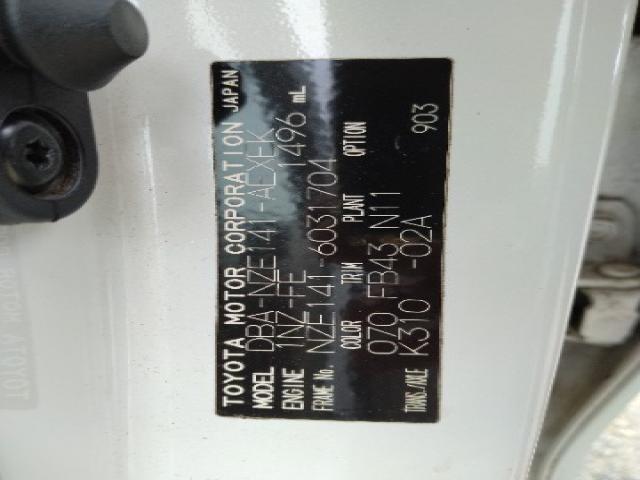 TOYOTA MOTOR CORPORATION JAPAN
MODEL DBA-NZE141-AEXEK
ENGINE 1NZ-FE 1496 mL
FRAME No. NZE141-6031704
COLOR TRIM PLANT OPTION
070 FB43 N11
TRANS./AXLE K310 -02A 903